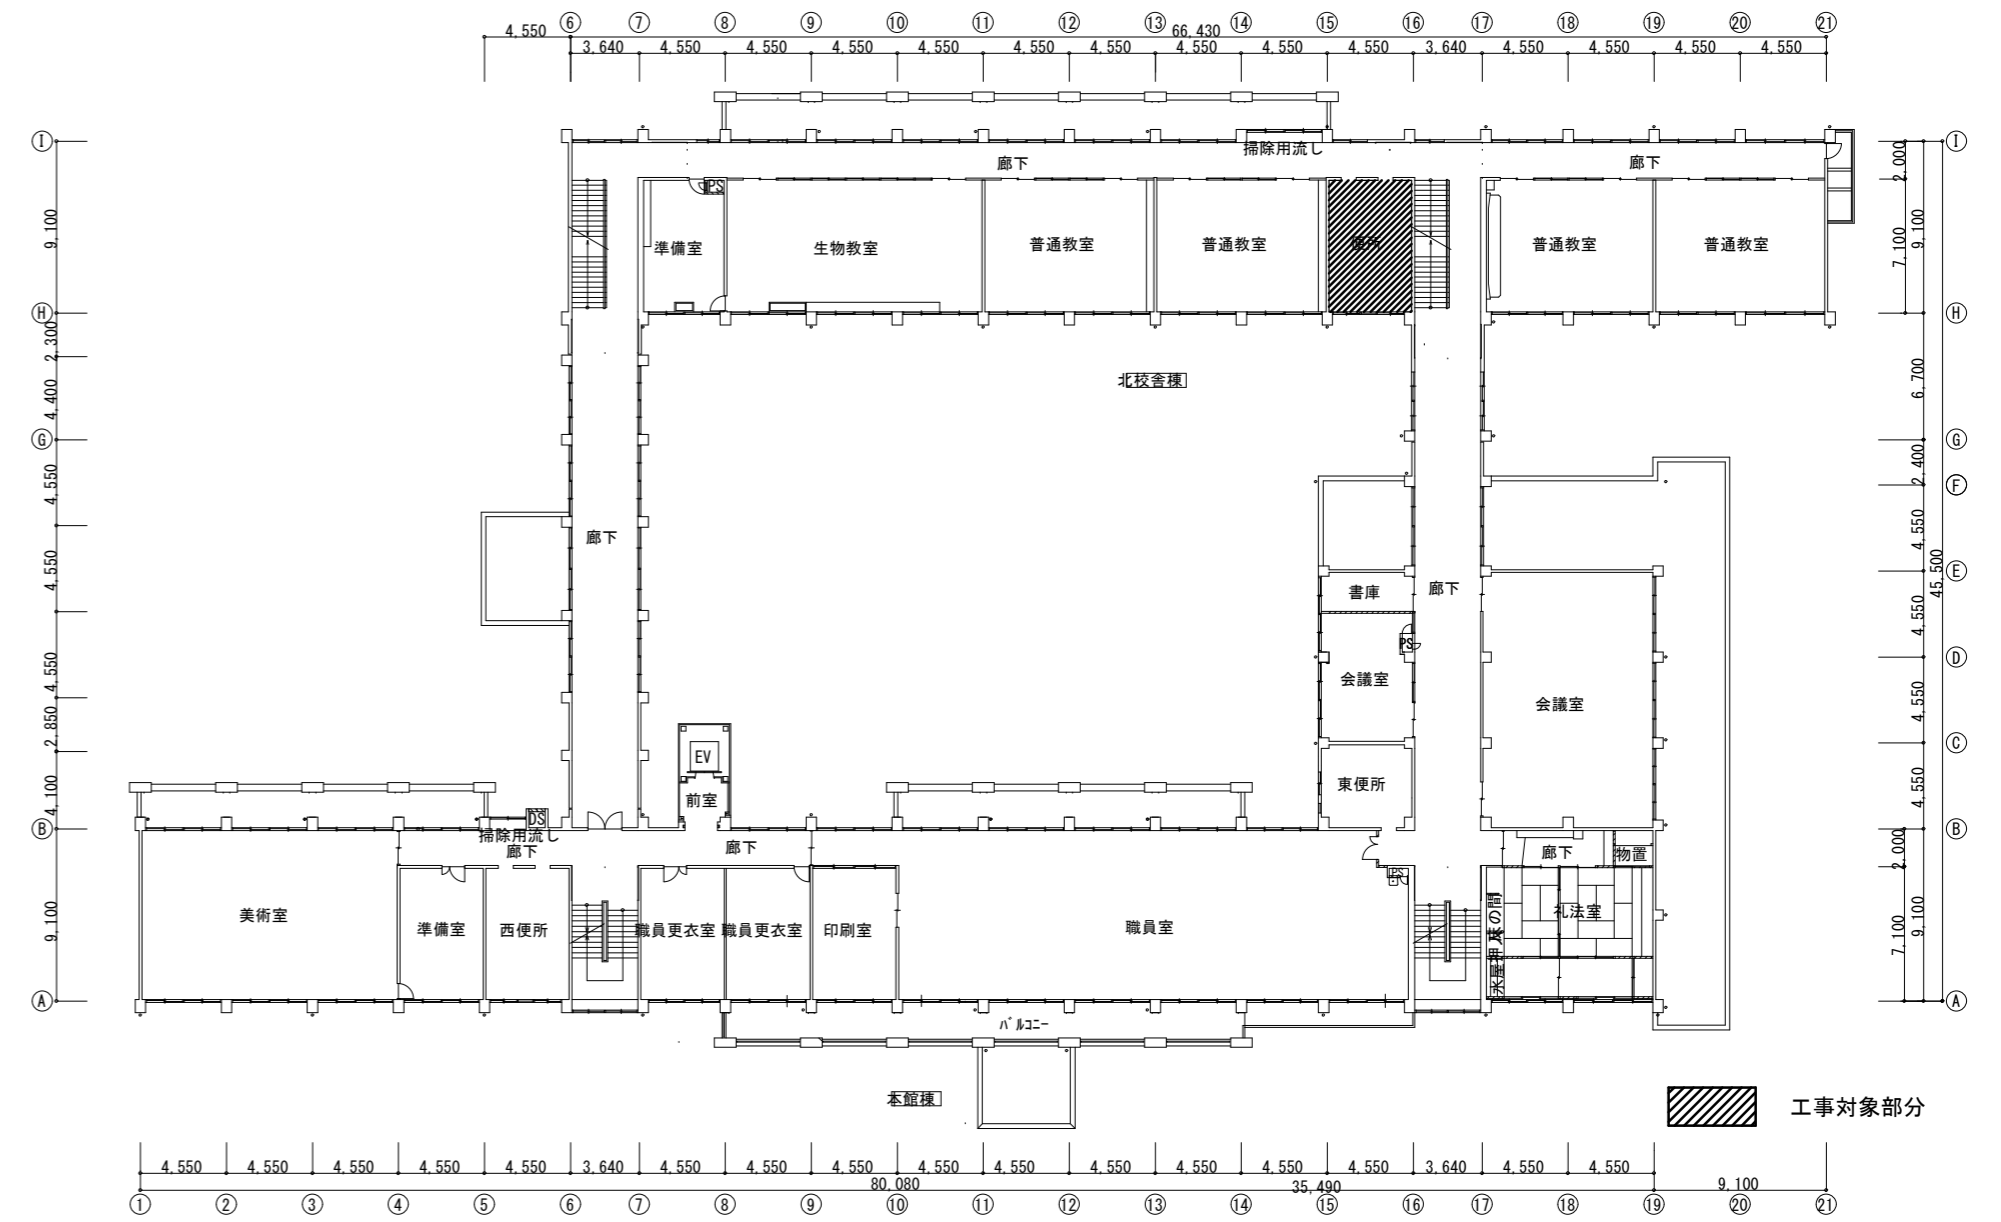 ⑥ ⑦ ⑧ ⑨ ⑩ ⑪ ⑫ ⑬ ⑭ ⑮ ⑯ ⑰ ⑱ ⑲ ⑳ ㉑
4,550 66,430
3,640 4,550 4,550 4,550 4,550 4,550 4,550 4,550 4,550 4,550 3,640 4,550 4,550 4,550 4,550
Ⓘ Ⓘ
掃除用流し
廊下 廊下
2,000
PS
9,100
準備室 生物教室 普通教室 普通教室 便所 普通教室 普通教室
7,100 9,100
Ⓗ Ⓗ
2,300
北校舎棟
4,400
6,700
Ⓖ Ⓖ
2,400
4,550
Ⓕ
廊下
4,550
4,550
45,500
Ⓔ
書庫 廊下
4,550
PS
Ⓓ
4,550
会議室
会議室
4,550
2,850
Ⓒ
EV
東便所
4,550
前室
4,100
DS
Ⓑ Ⓑ
掃除用流し
廊下 廊下 廊下 物置
2,000
PS
美術室 準備室 西便所 職員更衣室 職員更衣室 印刷室 職員室
床の間 礼法室
押入
水屋
9,100
7,100 9,100
Ⓐ Ⓐ
バルコニー
本館棟
工事対象部分
4,550 4,550 4,550 4,550 4,550 3,640 4,550 4,550 4,550 4,550 4,550 4,550 4,550 4,550 4,550 3,640 4,550 4,550
80,080 35,490 9,100
① ② ③ ④ ⑤ ⑥ ⑦ ⑧ ⑨ ⑩ ⑪ ⑫ ⑬ ⑭ ⑮ ⑯ ⑰ ⑱ ⑲ ⑳ ㉑